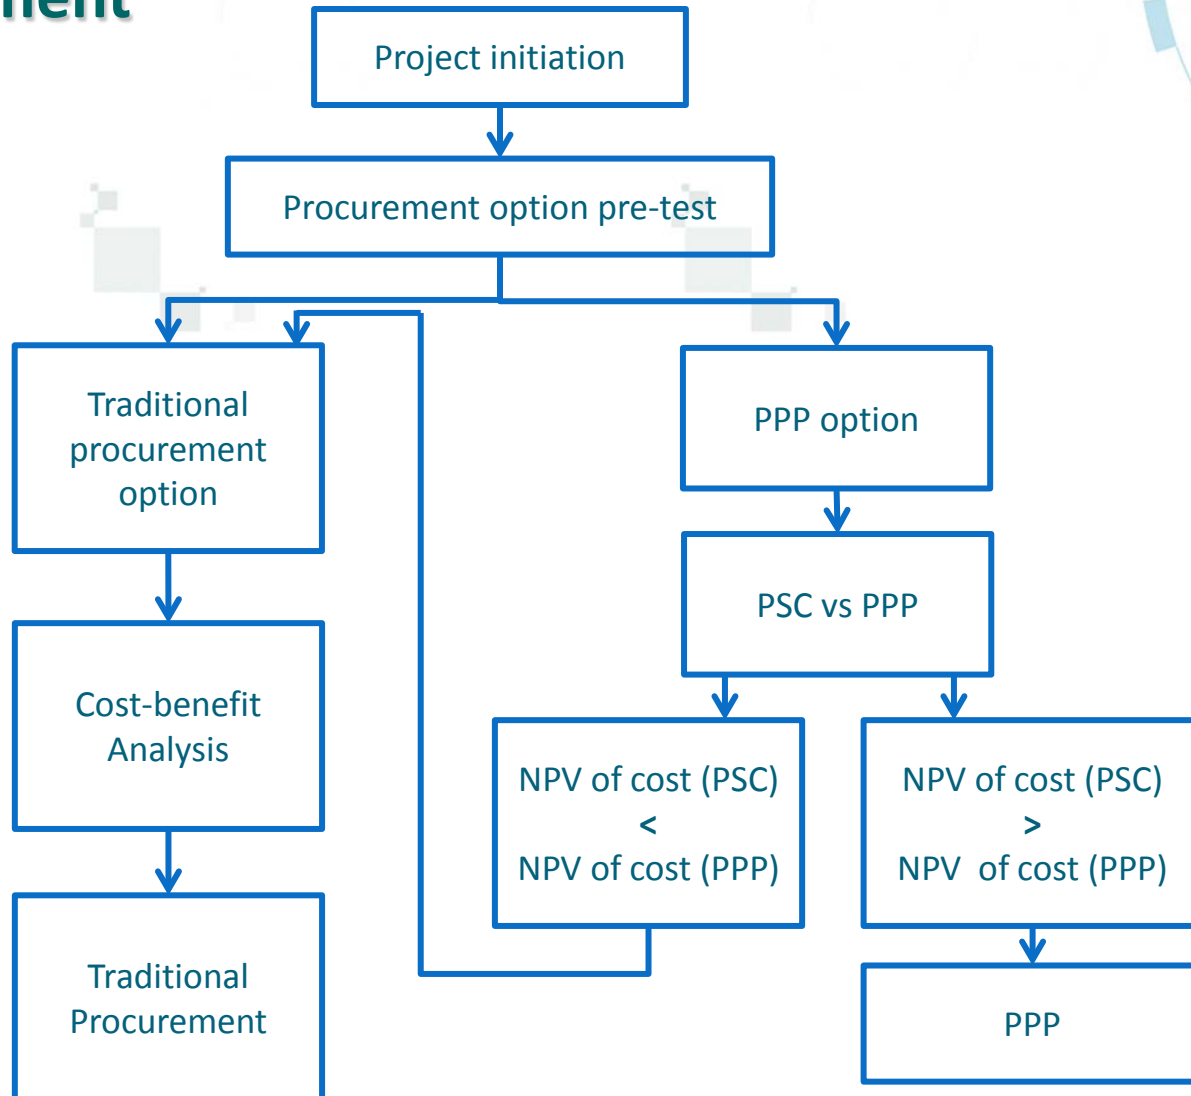 Project initiation
Procurement option pre-test
Traditional
procurement
option
PPP option
PSC vs PPP
Cost-benefit
Analysis
NPV of cost (PSC)
<
NPV of cost (PPP)
NPV of cost (PSC)
>
NPV  of cost (PPP)
Traditional
Procurement
PPP